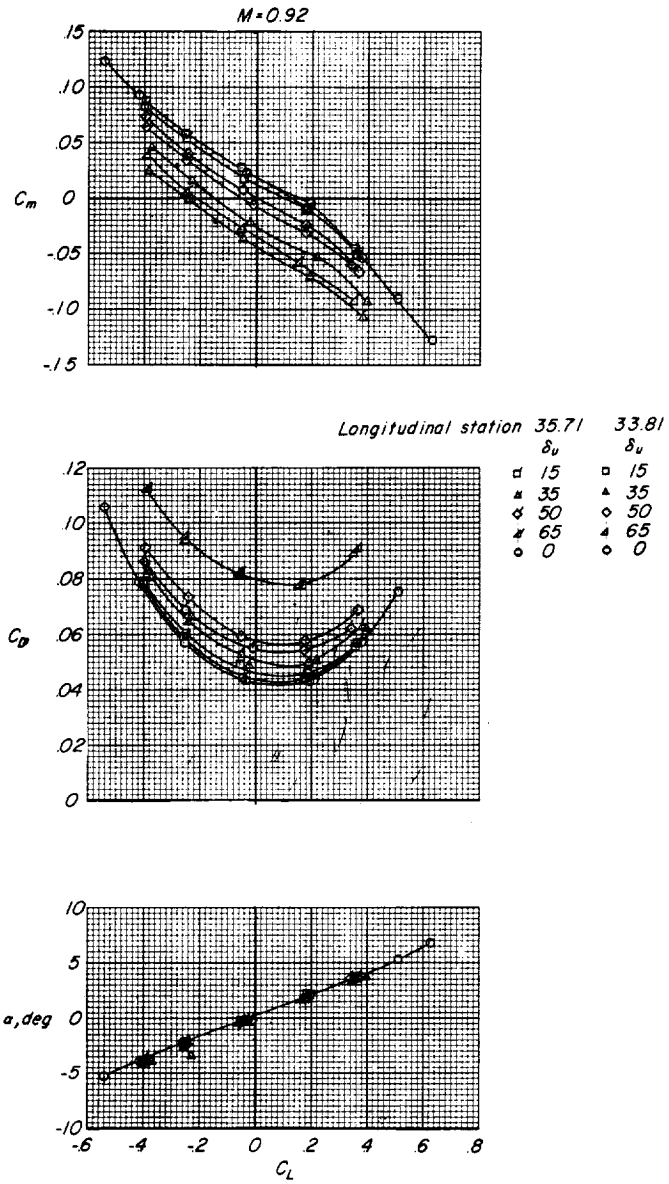 M=0.92
.15
.10
.05
C_m 0
-.05
-.10
-.15
Longitudinal station 35.71 33.81
δ_u δ_u
15 15
35 35
50 50
65 65
0 0
.12
.10
.08
C_D' .06
.04
.02
0
10
5
α, deg 0
-5
-10
-.6 -.4 -.2 0 .2 .4 .6 .8
C_L